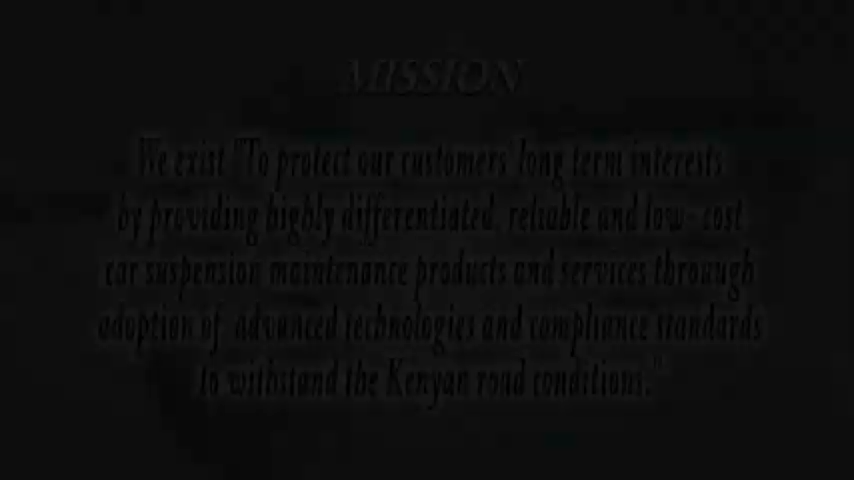 MISSION
We exist "To protect our customers' long term interests
by providing highly differentiated, reliable and low-cost
car suspension maintenance products and services through
adoption of advanced technologies and compliance standards
to withstand the Kenyan road conditions."